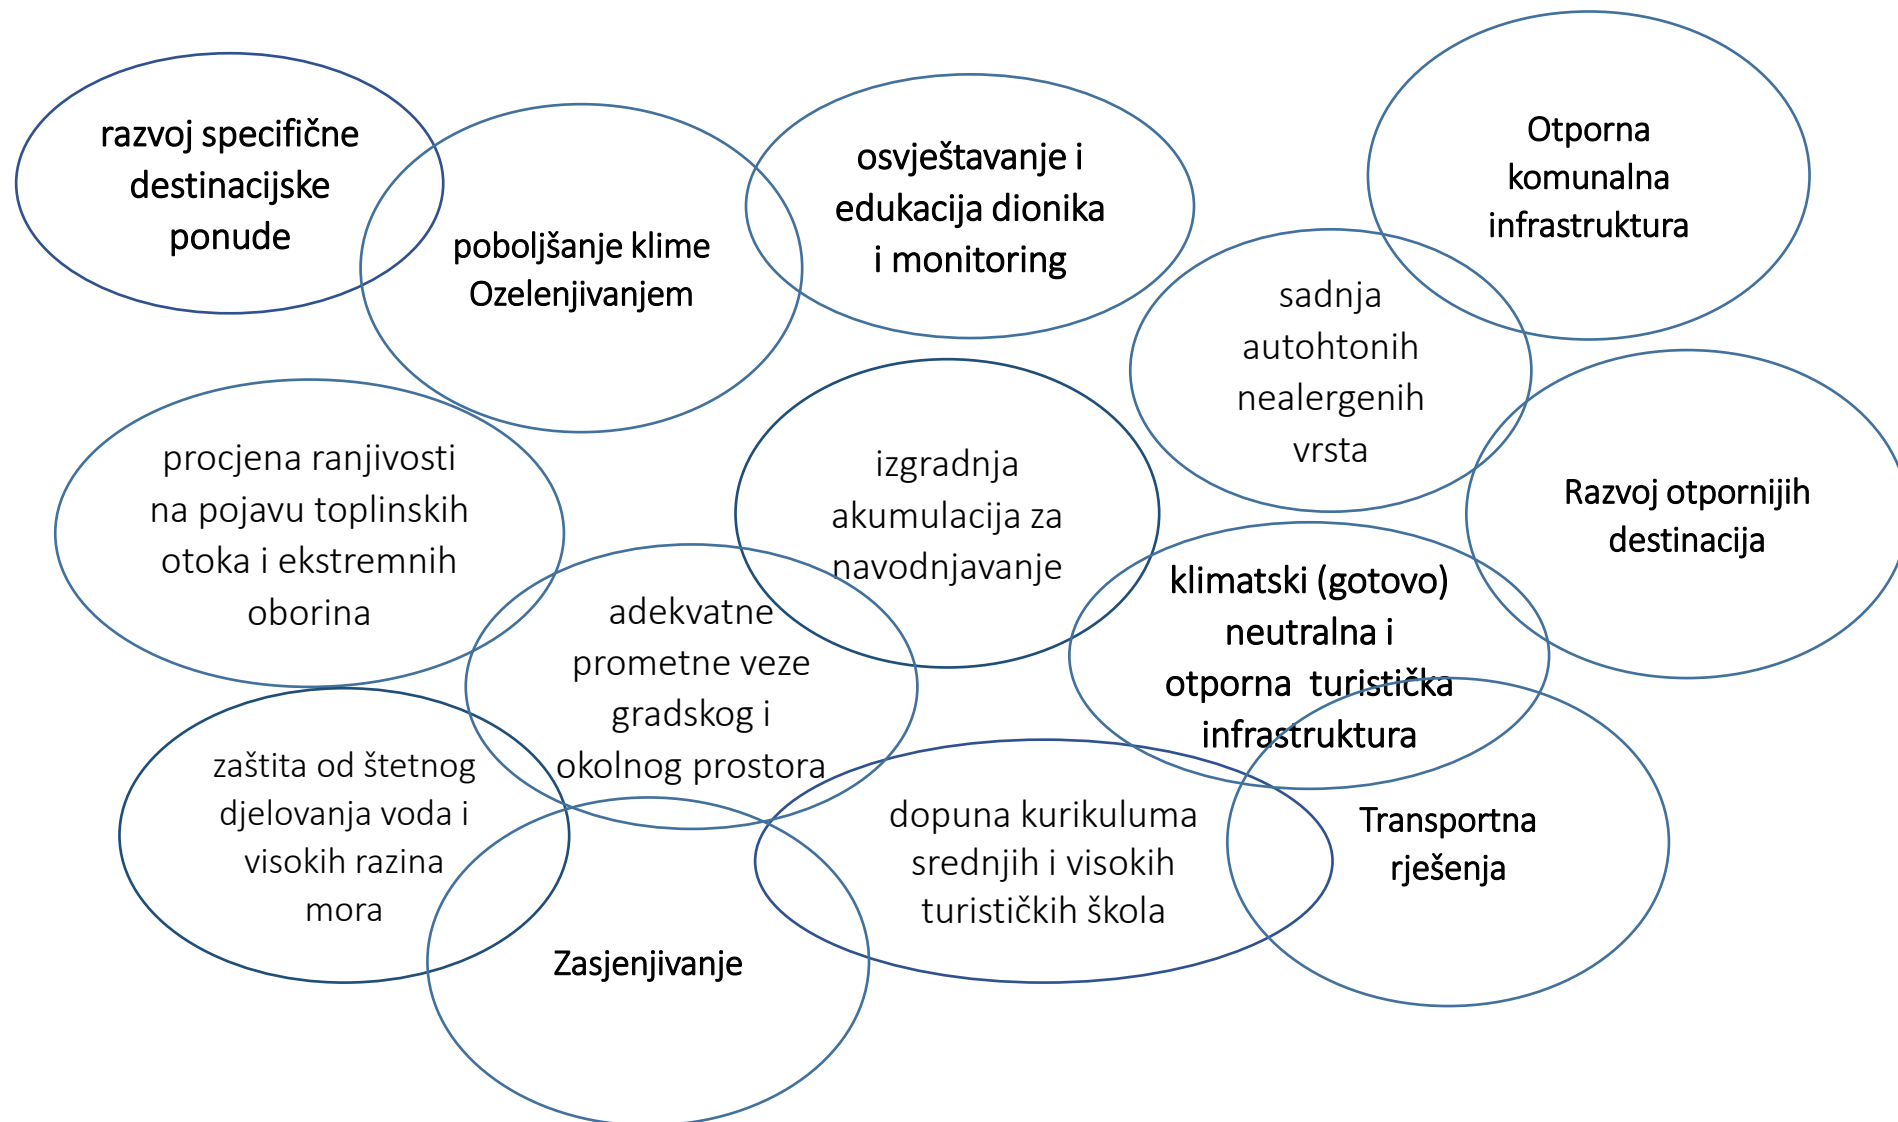 razvoj specifične
destinacijske
ponude
poboljšanje klime
Ozelenjivanjem
osvještavanje i
edukacija dionika
i monitoring
Otporna
komunalna
infrastruktura
sadnja
autohtonih
nealergenih
vrsta
procjena ranjivosti
na pojavu toplinskih
otoka i ekstremnih
oborina
izgradnja
akumulacija za
navodnjavanje
Razvoj otpornijih
destinacija
adekvatne
prometne veze
gradskog i
okolnog prostora
klimatski (gotovo)
neutralna i
otporna turistička
infrastruktura
zaštita od štetnog
djelovanja voda i
visokih razina
mora
dopuna kurikuluma
srednjih i visokih
turističkih škola
Transportna
rješenja
Zasjenjivanje